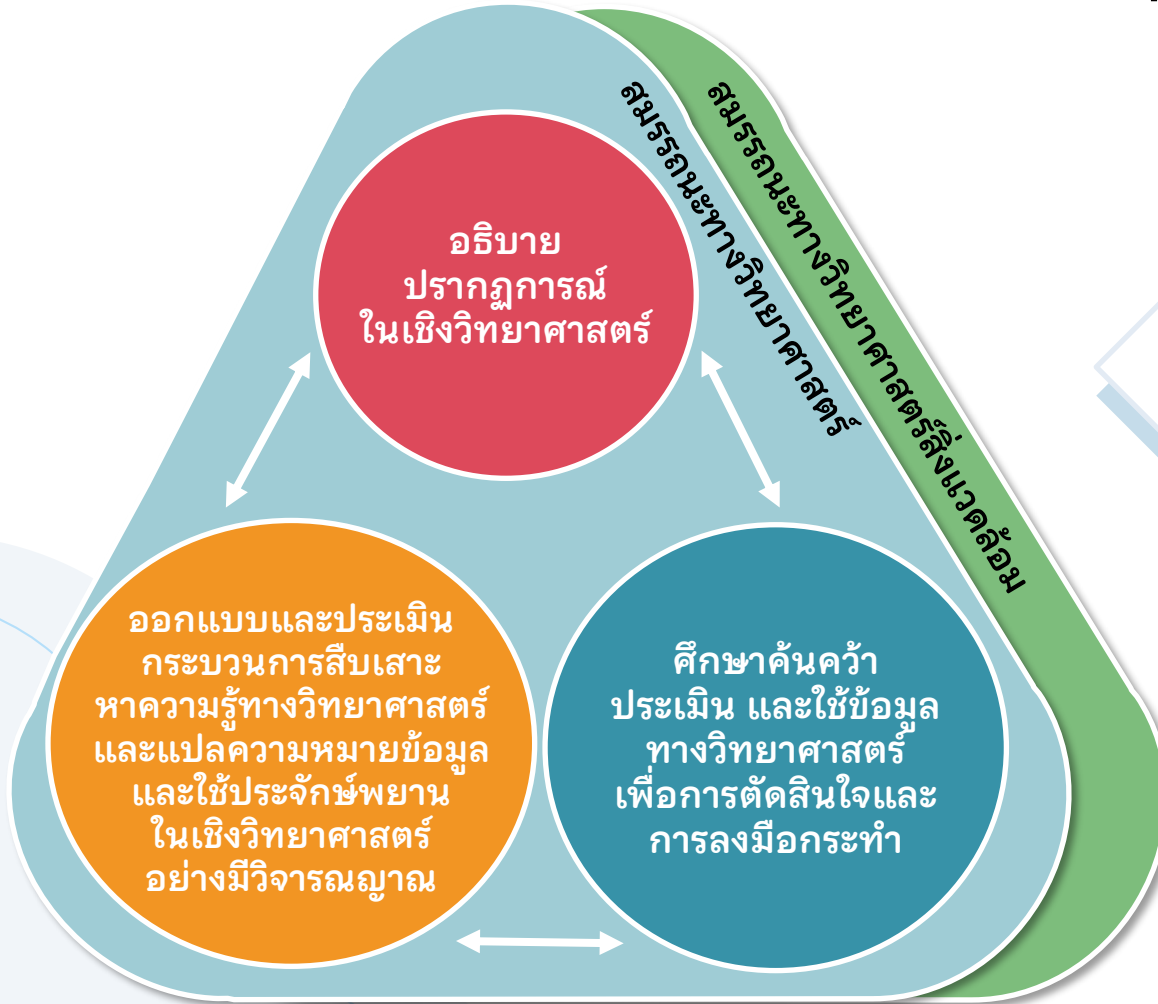 สมรรถนะทางวิทยาศาสตร์
สมรรถนะทางวิทยาศาสตร์สิ่งแวดล้อม
อธิบาย
ปรากฏการณ์
ในเชิงวิทยาศาสตร์
ออกแบบและประเมิน
กระบวนการสืบเสาะ
หาความรู้ทางวิทยาศาสตร์
และแปลความหมายข้อมูล
และใช้ประจักษ์พยาน
ในเชิงวิทยาศาสตร์
อย่างมีวิจารณญาณ
ศึกษาค้นคว้า
ประเมิน และใช้ข้อมูล
ทางวิทยาศาสตร์
เพื่อการตัดสินใจและ
การลงมือกระทำ